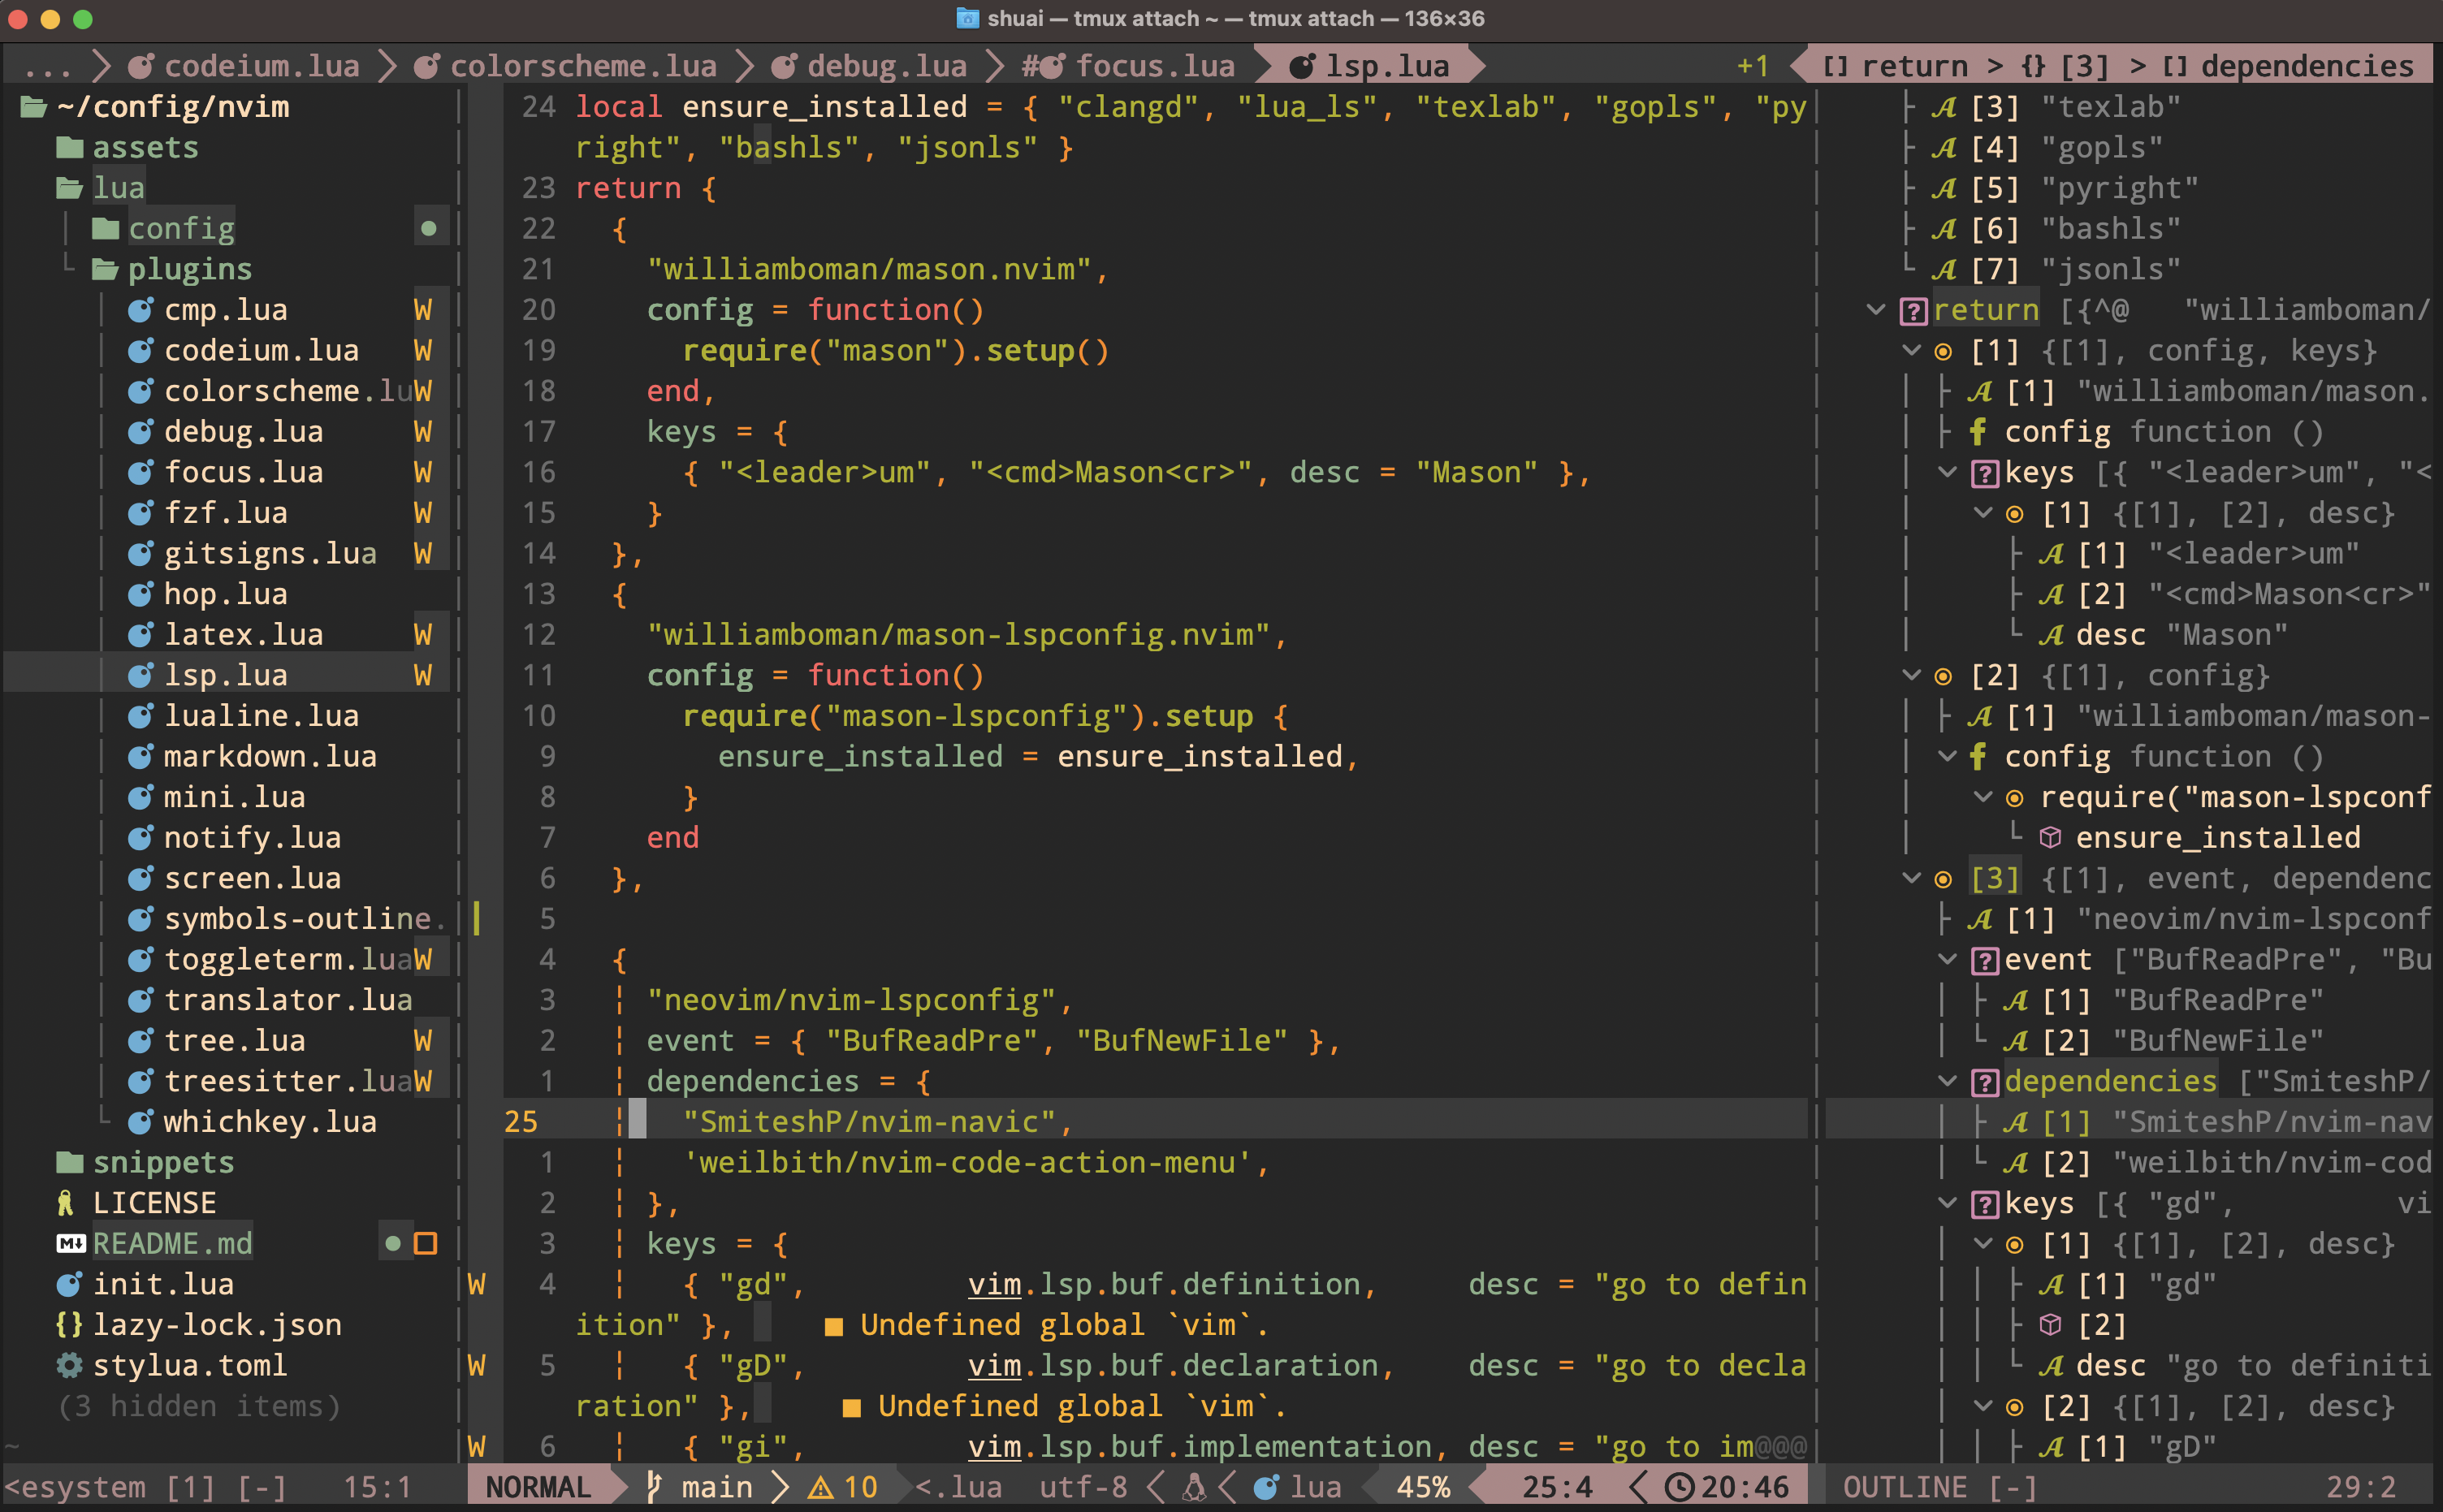 shuai — tmux attach ~ — tmux attach — 136×36
... codeium.lua colorscheme.lua debug.lua # focus.lua lsp.lua +1 [] return > {} [3] > [] dependencies
~/config/nvim
assets
lua
config
plugins
cmp.lua W
codeium.lua W
colorscheme.lu W
debug.lua W
focus.lua W
fzf.lua W
gitsigns.lua W
hop.lua
latex.lua W
lsp.lua W
lualine.lua
markdown.lua
mini.lua
notify.lua
screen.lua
symbols-outline.
toggleterm.lua W
translator.lua
tree.lua W
treesitter.lua W
whichkey.lua
snippets
LICENSE
README.md
init.lua
lazy-lock.json
stylua.toml
(3 hidden items)
~
24 local ensure_installed = { "clangd", "lua_ls", "texlab", "gopls", "py
right", "bashls", "jsonls" }
23 return {
22 {
21 "williamboman/mason.nvim",
20 config = function()
19 require("mason").setup()
18 end,
17 keys = {
16 { "<leader>um", "<cmd>Mason<cr>", desc = "Mason" },
15 }
14 },
13 {
12 "williamboman/mason-lspconfig.nvim",
11 config = function()
10 require("mason-lspconfig").setup {
9 ensure_installed = ensure_installed,
8 }
7 end
6 },
5
4 {
3 "neovim/nvim-lspconfig",
2 event = { "BufReadPre", "BufNewFile" },
1 dependencies = {
25 "SmiteshP/nvim-navic",
1 'weilbith/nvim-code-action-menu',
2 },
3 keys = {
W 4 { "gd", vim.lsp.buf.definition, desc = "go to defin
ition" }, ■ Undefined global `vim`.
W 5 { "gD", vim.lsp.buf.declaration, desc = "go to decla
ration" }, ■ Undefined global `vim`.
W 6 { "gi", vim.lsp.buf.implementation, desc = "go to im@@@
[3] "texlab"
[4] "gopls"
[5] "pyright"
[6] "bashls"
[7] "jsonls"
return [{^@ "williamboman/
[1] {[1], config, keys}
[1] "williamboman/mason.
config function ()
keys [{ "<leader>um", "<
[1] {[1], [2], desc}
[1] "<leader>um"
[2] "<cmd>Mason<cr>"
desc "Mason"
[2] {[1], config}
[1] "williamboman/mason-
config function ()
require("mason-lspconf
ensure_installed
[3] {[1], event, dependenc
[1] "neovim/nvim-lspconf
event ["BufReadPre", "Bu
[1] "BufReadPre"
[2] "BufNewFile"
dependencies ["SmiteshP/
[1] "SmiteshP/nvim-nav
[2] "weilbith/nvim-cod
keys [{ "gd", vi
[1] {[1], [2], desc}
[1] "gd"
[2]
desc "go to definiti
[2] {[1], [2], desc}
[1] "gD"
<esystem [1] [-] 15:1 NORMAL main 10 <.lua utf-8 lua 45% 25:4 20:46 OUTLINE [-] 29:2